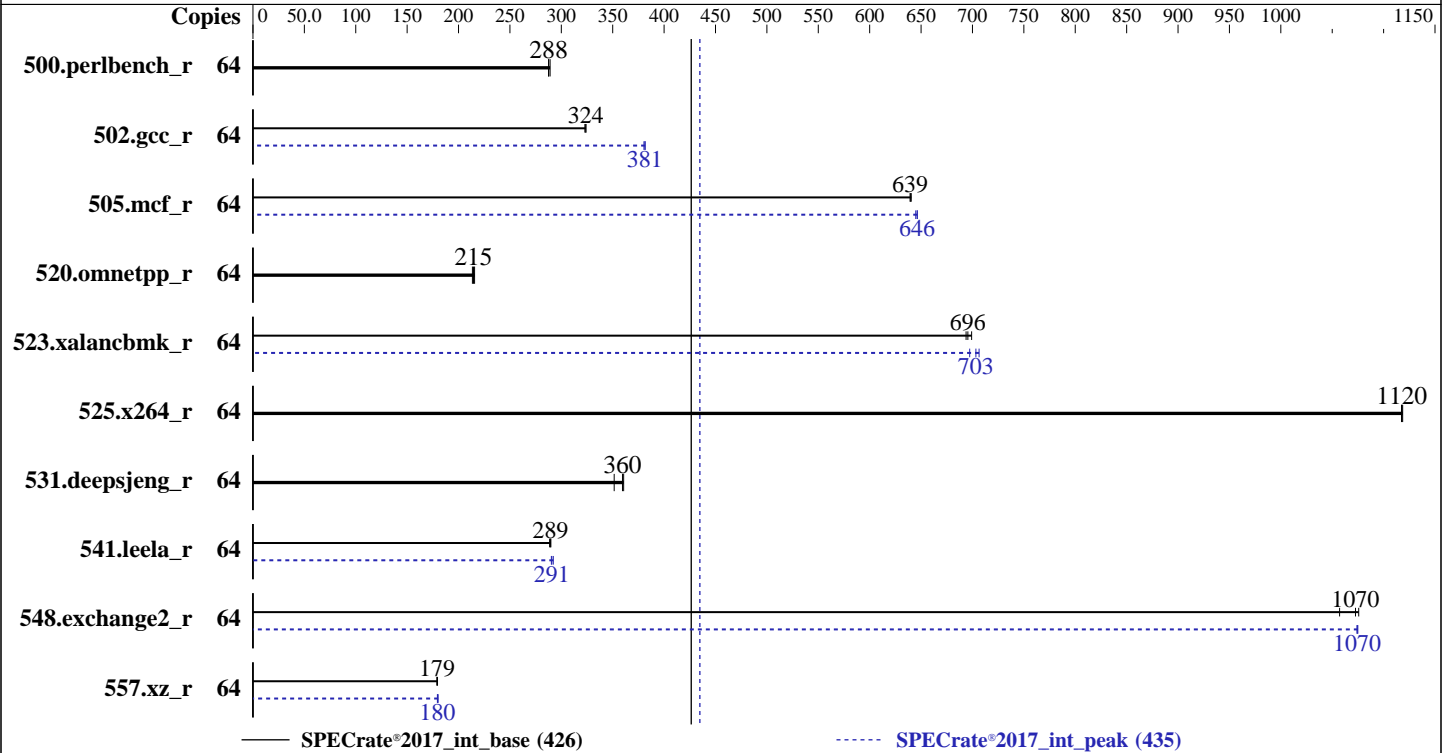 Copies 0 50.0 100 150 200 250 300 350 400 450 500 550 600 650 700 750 800 850 900 950 1000 1150
288
500.perlbench_r 64
324
502.gcc_r 64
381
639
505.mcf_r 64
646
215
520.omnetpp_r 64
696
523.xalancbmk_r 64
703
1120
525.x264_r 64
360
531.deepsjeng_r 64
289
541.leela_r 64
291
1070
548.exchange2_r 64
1070
179
557.xz_r 64
180
SPECrate®2017_int_base (426) SPECrate®2017_int_peak (435)